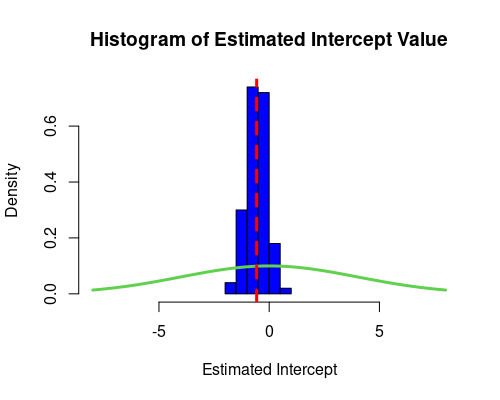 Histogram of Estimated Intercept Value
Density
0.6
0.4
0.2
0.0
-5 0 5
Estimated Intercept